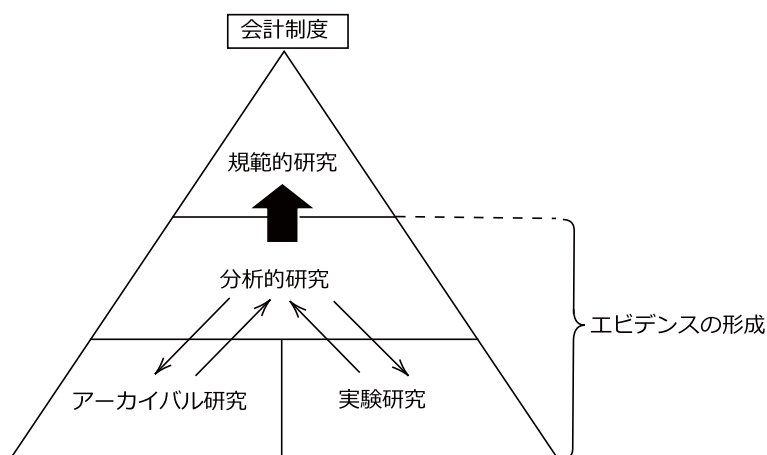 会計制度
規範的研究
分析的研究
エビデンスの形成
アーカイバル研究
実験研究